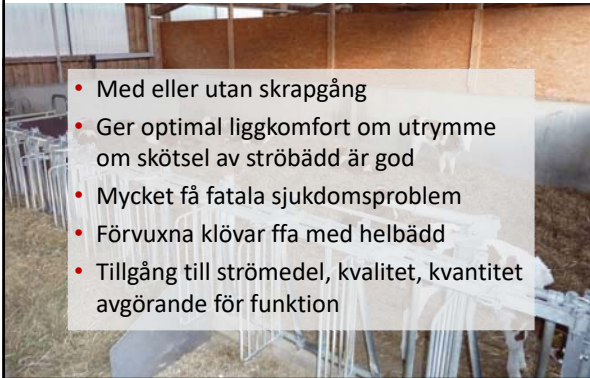 • Med eller utan skrapgång
• Ger optimal liggkomfort om utrymme
om skötsel av ströbädd är god
• Mycket få fatala sjukdomsproblem
• Förvuxna klövar ffa med helbädd
• Tillgång till strömedel, kvalitet, kvantitet
avgörande för funktion